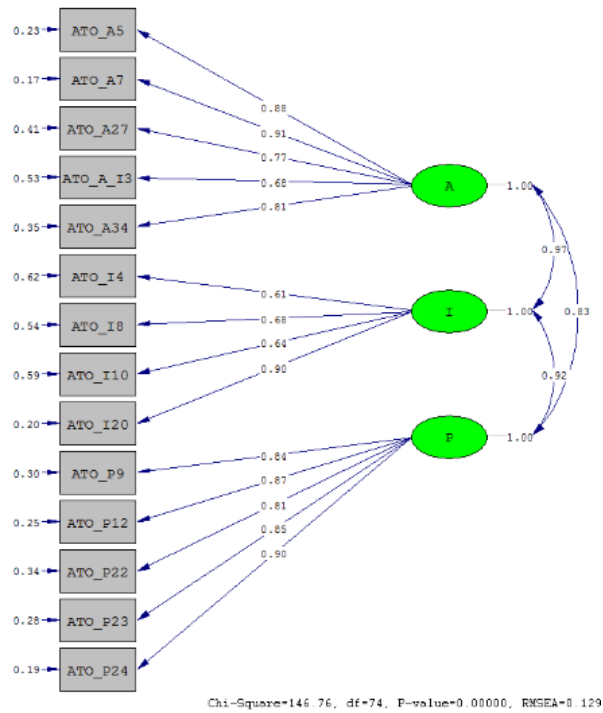 0.23 ATO_A5
0.17 ATO_A7
0.41 ATO_A27
0.53 ATO_A_I3
0.35 ATO_A34
0.62 ATO_I4
0.54 ATO_I8
0.59 ATO_I10
0.20 ATO_I20
0.30 ATO_P9
0.25 ATO_P12
0.34 ATO_P22
0.28 ATO_P23
0.19 ATO_P24
0.88
0.91
0.77
0.68
0.81
0.61
0.68
0.64
0.90
0.84
0.87
0.81
0.85
0.90
A 1.00
I 1.00
P 1.00
0.97
0.83
0.92
Chi-Square=146.76, df=74, P-value=0.00000, RMSEA=0.129